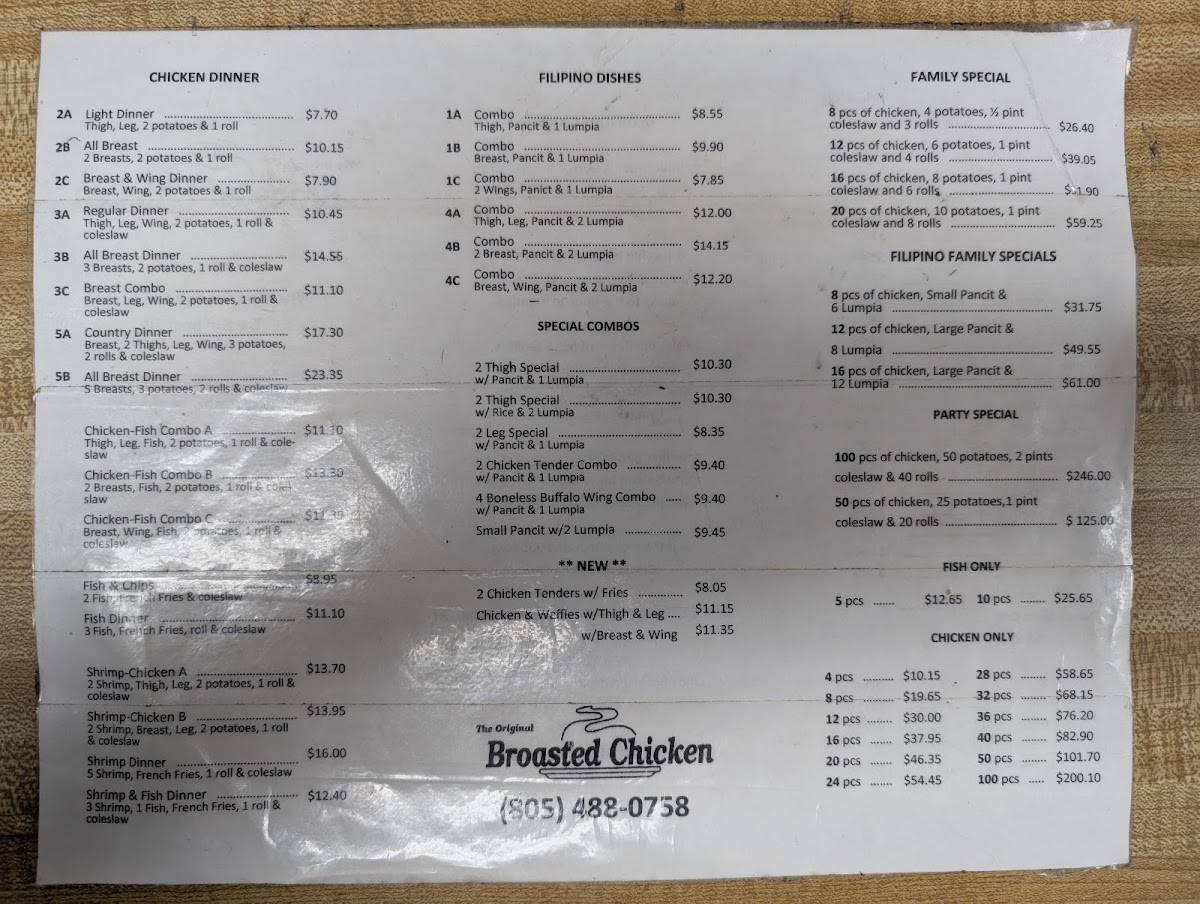 CHICKEN DINNER
2A Light Dinner ................................ $7.70
Thigh, Leg, 2 potatoes & 1 roll
2B All Breast ................................ $10.15
2 Breasts, 2 potatoes & 1 roll
2C Breast & Wing Dinner ................... $7.90
Breast, Wing, 2 potatoes & 1 roll
3A Regular Dinner ........................... $10.45
Thigh, Leg, Wing, 2 potatoes, 1 roll &
coleslaw
3B All Breast Dinner ......................... $14.55
3 Breasts, 2 potatoes, 1 roll & coleslaw
3C Breast Combo ............................ $11.10
Breast, Leg, Wing, 2 potatoes, 1 roll &
coleslaw
5A Country Dinner .......................... $17.30
Breast, 2 Thighs, Leg, Wing, 3 potatoes,
2 rolls & coleslaw
5B All Breast Dinner ........................ $23.35
5 Breasts, 3 potatoes, 2 rolls & coleslaw
Chicken-Fish Combo A ................... $11.10
Thigh, Leg, Fish, 2 potatoes, 1 roll & cole-
slaw
Chicken-Fish Combo B ................... $13.30
2 Breasts, Fish, 2 potatoes, 1 roll & cole-
slaw
Chicken-Fish Combo C ...................
Breast, Wing, Fish, 2 potatoes, 1 roll &
coleslaw
Fish & Chips ................................ $8.95
2 Fish, French Fries & coleslaw
Fish Dinner ................................ $11.10
3 Fish, French Fries, roll & coleslaw
Shrimp-Chicken A ......................... $13.70
2 Shrimp, Thigh, Leg, 2 potatoes, 1 roll &
coleslaw
Shrimp-Chicken B ......................... $13.95
2 Shrimp, Breast, Leg, 2 potatoes, 1 roll
& coleslaw
Shrimp Dinner ............................. $16.00
5 Shrimp, French Fries, 1 roll & coleslaw
Shrimp & Fish Dinner .................... $12.40
3 Shrimp, 1 Fish, French Fries, 1 roll &
coleslaw
FILIPINO DISHES
1A Combo ................................ $8.55
Thigh, Pancit & 1 Lumpia
1B Combo ................................ $9.90
Breast, Pancit & 1 Lumpia
1C Combo ................................ $7.85
2 Wings, Panict & 1 Lumpia
4A Combo ................................ $12.00
Thigh, Leg, Pancit & 2 Lumpia
4B Combo ................................ $14.15
2 Breast, Pancit & 2 Lumpia
4C Combo ................................ $12.20
Breast, Wing, Pancit & 2 Lumpia
SPECIAL COMBOS
2 Thigh Special ............................ $10.30
w/ Pancit & 1 Lumpia
2 Thigh Special ............................ $10.30
w/ Rice & 2 Lumpia
2 Leg Special ............................... $8.35
w/ Pancit & 1 Lumpia
2 Chicken Tender Combo .............. $9.40
w/ Pancit & 1 Lumpia
4 Boneless Buffalo Wing Combo ..... $9.40
w/ Pancit & 1 Lumpia
Small Pancit w/2 Lumpia ............... $9.45
** NEW **
2 Chicken Tenders w/ Fries ............. $8.05
Chicken & Waffles w/Thigh & Leg .... $11.15
w/Breast & Wing $11.35
The Original
Broasted Chicken
(805) 488-0758
FAMILY SPECIAL
8 pcs of chicken, 4 potatoes, ½ pint
coleslaw and 3 rolls ........................... $26.40
12 pcs of chicken, 6 potatoes, 1 pint
coleslaw and 4 rolls ........................... $39.05
16 pcs of chicken, 8 potatoes, 1 pint
coleslaw and 6 rolls ...........................
20 pcs of chicken, 10 potatoes, 1 pint
coleslaw and 8 rolls ........................... $59.25
FILIPINO FAMILY SPECIALS
8 pcs of chicken, Small Pancit &
6 Lumpia ........................................ $31.75
12 pcs of chicken, Large Pancit &
8 Lumpia ........................................ $49.55
16 pcs of chicken, Large Pancit &
12 Lumpia ...................................... $61.00
PARTY SPECIAL
100 pcs of chicken, 50 potatoes, 2 pints
coleslaw & 40 rolls ............................ $246.00
50 pcs of chicken, 25 potatoes,1 pint
coleslaw & 20 rolls ............................ $ 125.00
FISH ONLY
5 pcs ...... $12.65 10 pcs ....... $25.65
CHICKEN ONLY
4 pcs ......... $10.15 28 pcs ....... $58.65
8 pcs ......... $19.65 32 pcs ....... $68.15
12 pcs ....... $30.00 36 pcs ....... $76.20
16 pcs ....... $37.95 40 pcs ....... $82.90
20 pcs ....... $46.35 50 pcs ....... $101.70
24 pcs ....... $54.45 100 pcs ..... $200.10